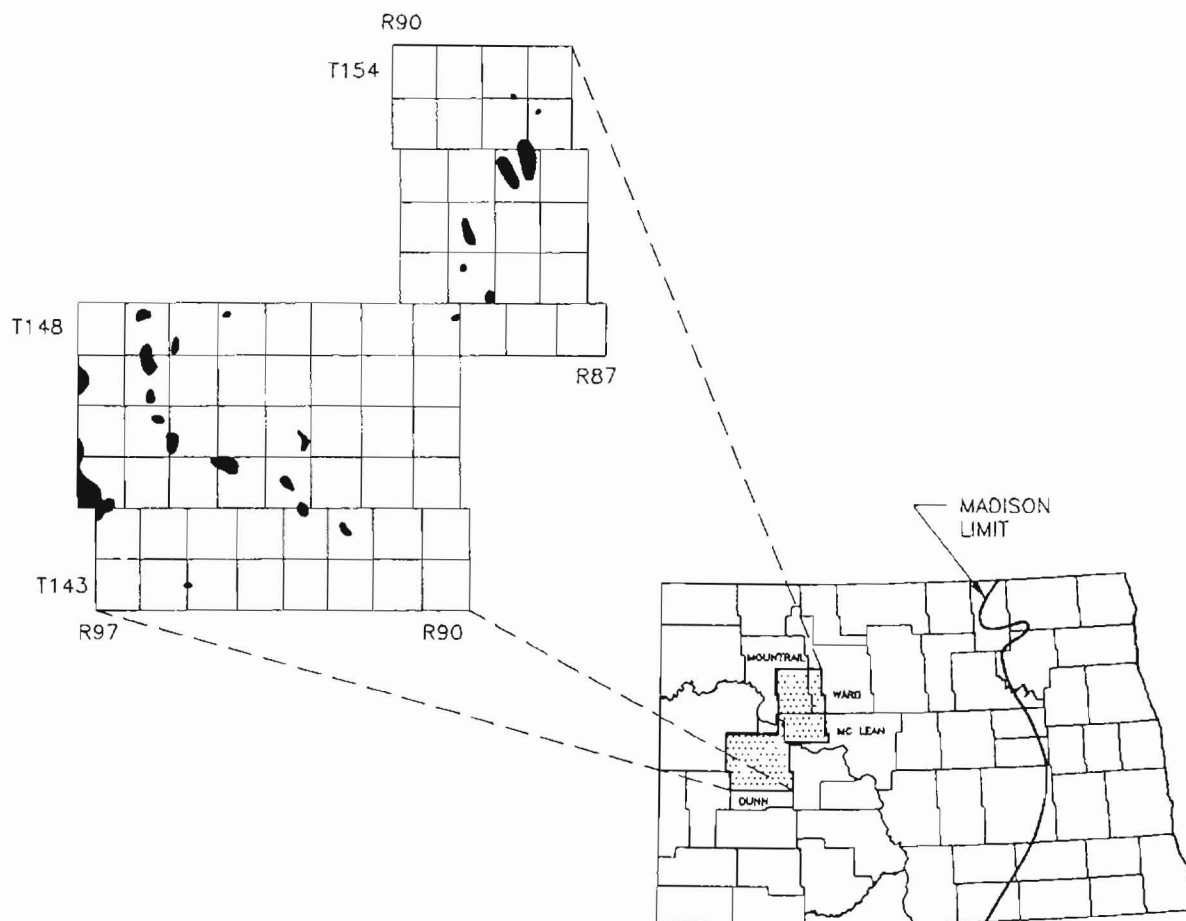 R90
T154
T148
R87
T143
R97
R90
MADISON
LIMIT
MOUNTRAIL
WARD
MC LEAN
DUNN